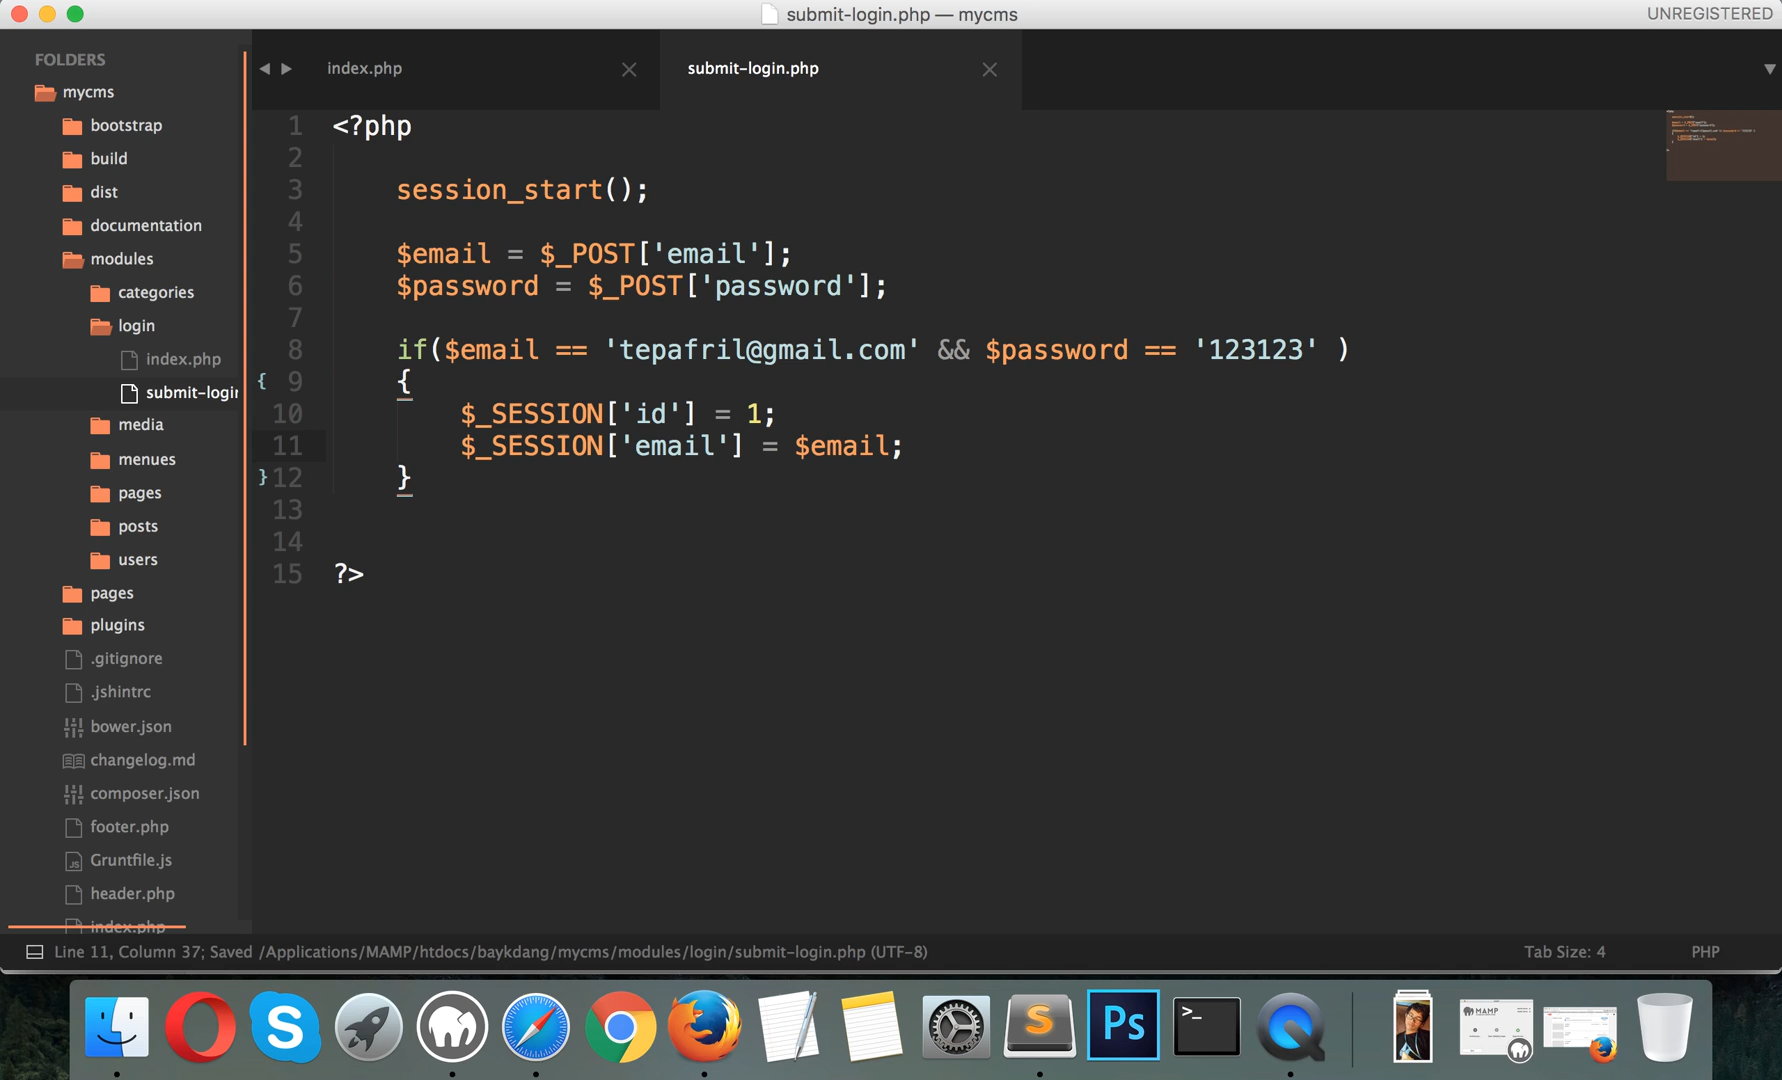 submit-login.php — mycms
UNREGISTERED
FOLDERS
mycms
bootstrap
build
dist
documentation
modules
categories
login
index.php
submit-login
media
menues
pages
posts
users
pages
plugins
.gitignore
.jshintrc
bower.json
changelog.md
composer.json
footer.php
Gruntfile.js
header.php
index.php
index.php
submit-login.php
1 <?php
2
3 session_start();
4
5 $email = $_POST['email'];
6 $password = $_POST['password'];
7
8 if($email == 'tepafril@gmail.com' && $password == '123123' )
{ 9 {
10 $_SESSION['id'] = 1;
11 $_SESSION['email'] = $email;
} 12 }
13
14
15 ?>
Line 11, Column 37; Saved /Applications/MAMP/htdocs/baykdang/mycms/modules/login/submit-login.php (UTF-8)
Tab Size: 4
PHP
S
S
Ps
>_
MAMP